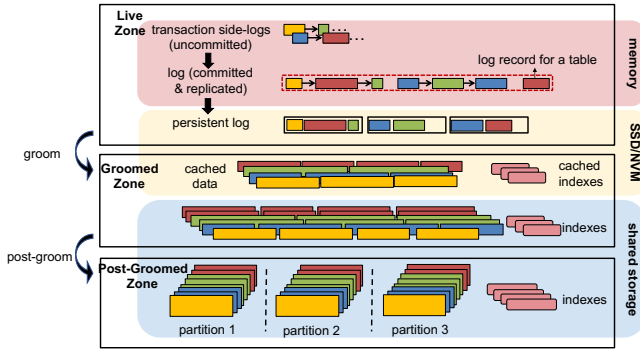 Live
Zone
transaction side-logs
(uncommitted)
log (committed
& replicated)
persistent log
log record for a table
memory
groom
Groomed Zone
cached
data
cached
indexes
SSD/NVM
indexes
shared storage
post-groom
Post-Groomed
Zone
partition 1
partition 2
partition 3
indexes